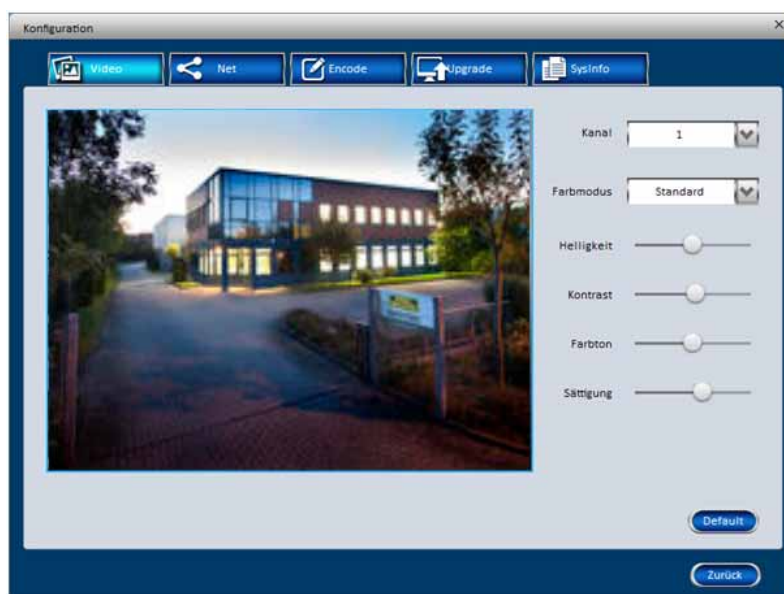 Konfiguration
Video
Net
Encode
Upgrade
SysInfo
Kanal 1
Farbmodus Standard
Helligkeit
Kontrast
Farbton
Sättigung
Default
Zurück